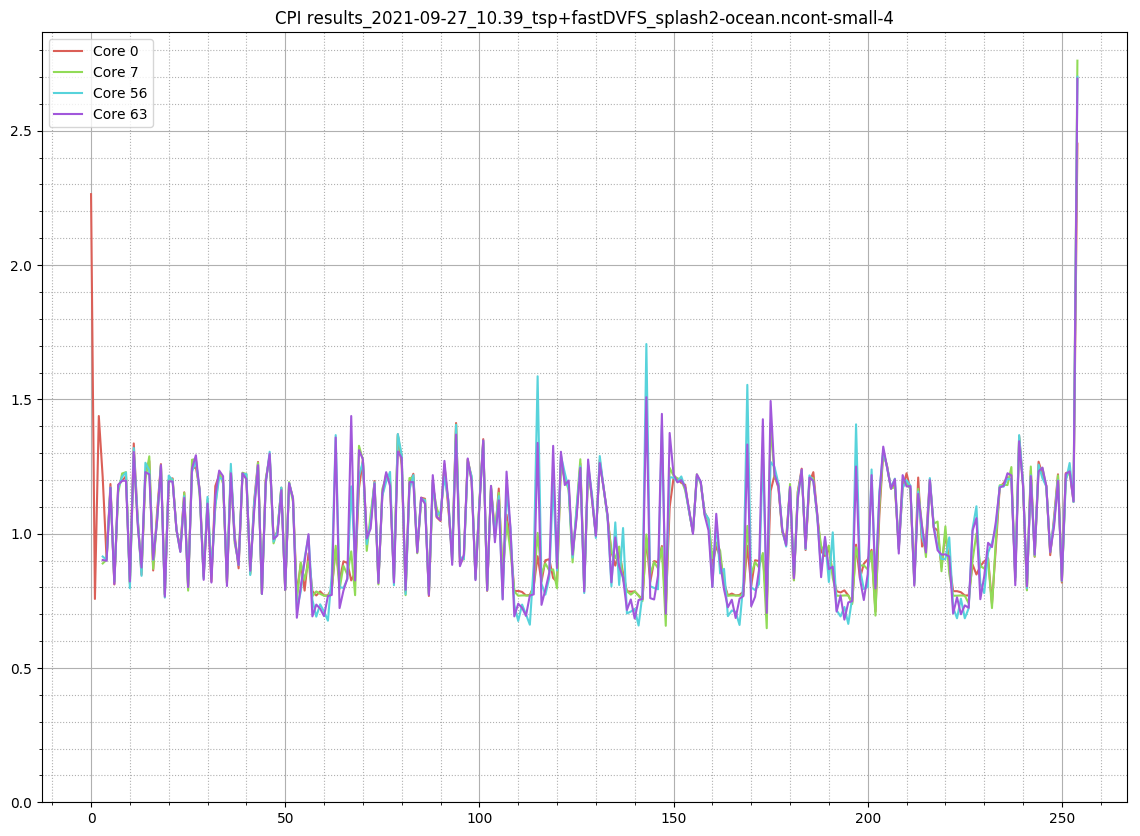 CPI results_2021-09-27_10.39_tsp+fastDVFS_splash2-ocean.ncont-small-4
Core 0
Core 7
Core 56
Core 63
2.5
2.0
1.5
1.0
0.5
0.0
0 50 100 150 200 250